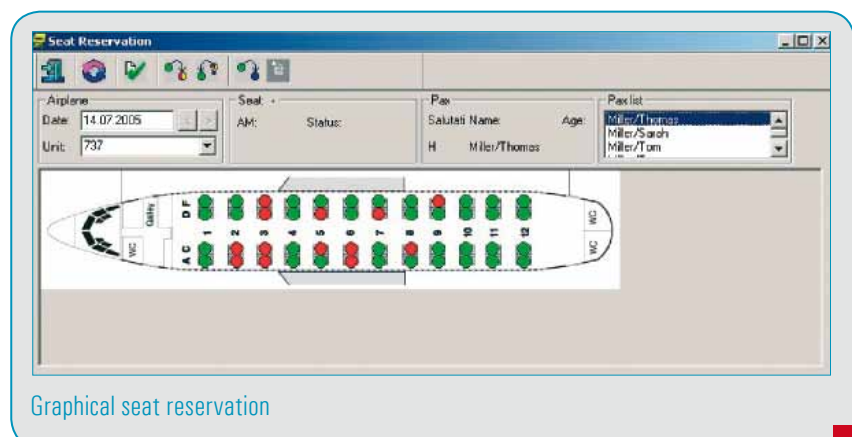 Seat Reservation
Airplane
Date: 14.07.2005
Unit: 737
Seat: -
AM: Status:
Pax
Salutati Name: Age:
H Miller/Thomas
Pax list
Miller/Thomas
Miller/Sarah
Miller/Tom
Galley
WC
D F
A C
1 2 3 4 5 6 7 8 9 10 11 12
WC
WC
Graphical seat reservation